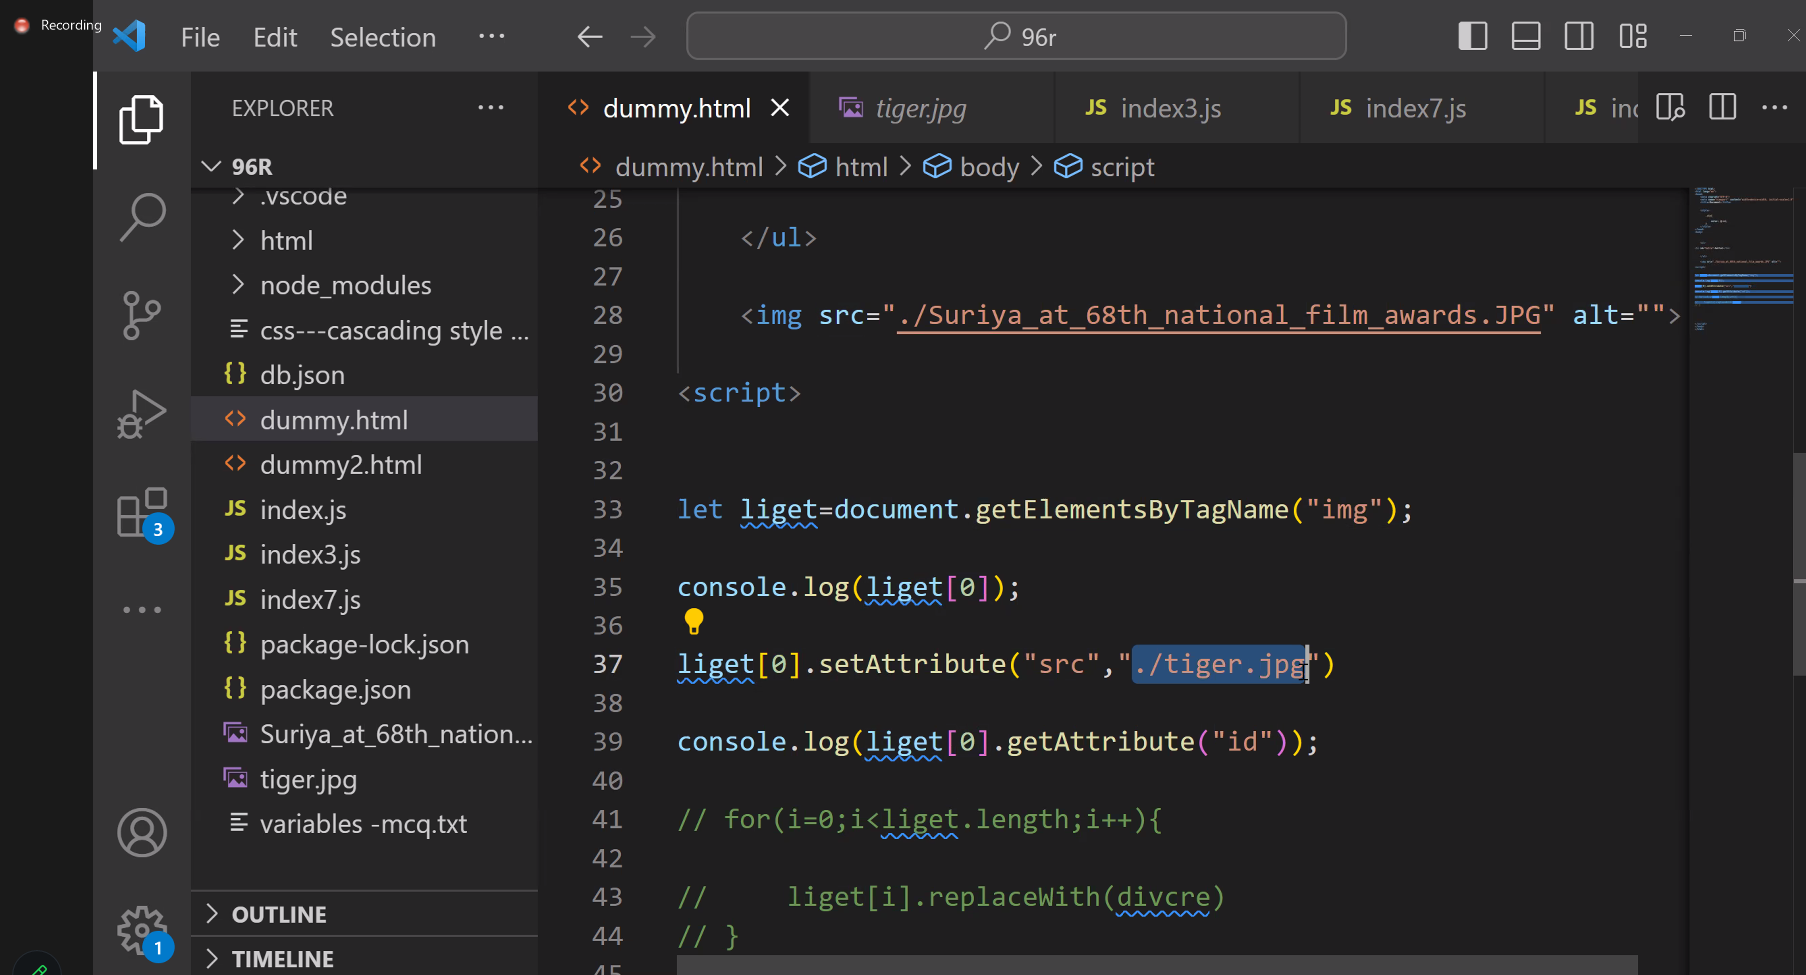 Recording
File Edit Selection ···
96r
EXPLORER ···
dummy.html
tiger.jpg
index3.js
index7.js
96R
dummy.html > html > body > script
.vscode
html
node_modules
css---cascading style ...
db.json
dummy.html
dummy2.html
index.js
index3.js
index7.js
package-lock.json
package.json
Suriya_at_68th_nation...
tiger.jpg
variables -mcq.txt
OUTLINE
TIMELINE
3
1
25
26 </ul>
27
28 <img src="./Suriya_at_68th_national_film_awards.JPG" alt="">
29
30 <script>
31
32
33 let liget=document.getElementsByTagName("img");
34
35 console.log(liget[0]);
36
37 liget[0].setAttribute("src","./tiger.jpg")
38
39 console.log(liget[0].getAttribute("id"));
40
41 // for(i=0;i<liget.length;i++){
42
43 // liget[i].replaceWith(divcre)
44 // }
45